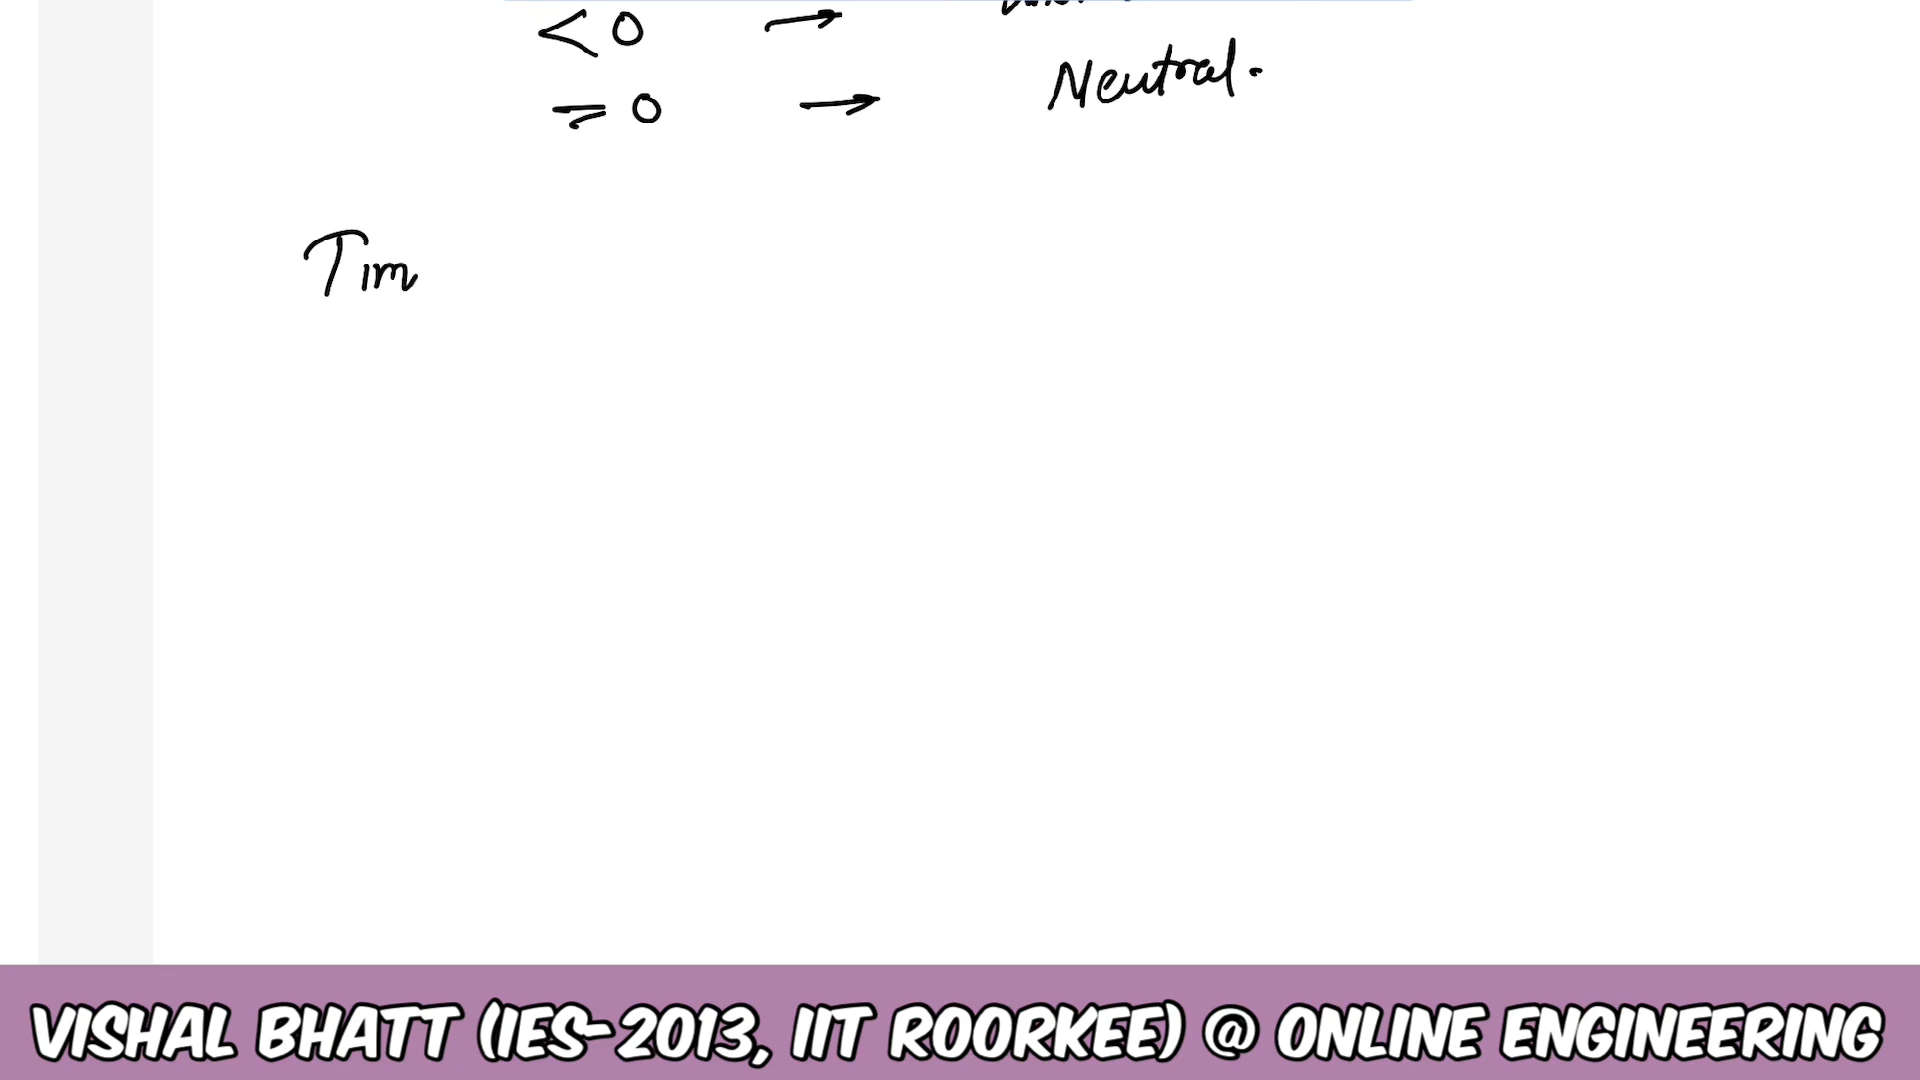 < 0 →
= 0 → Neutral.
Tim
VISHAL BHATT (IES-2013, IIT ROORKEE) @ ONLINE ENGINEERING